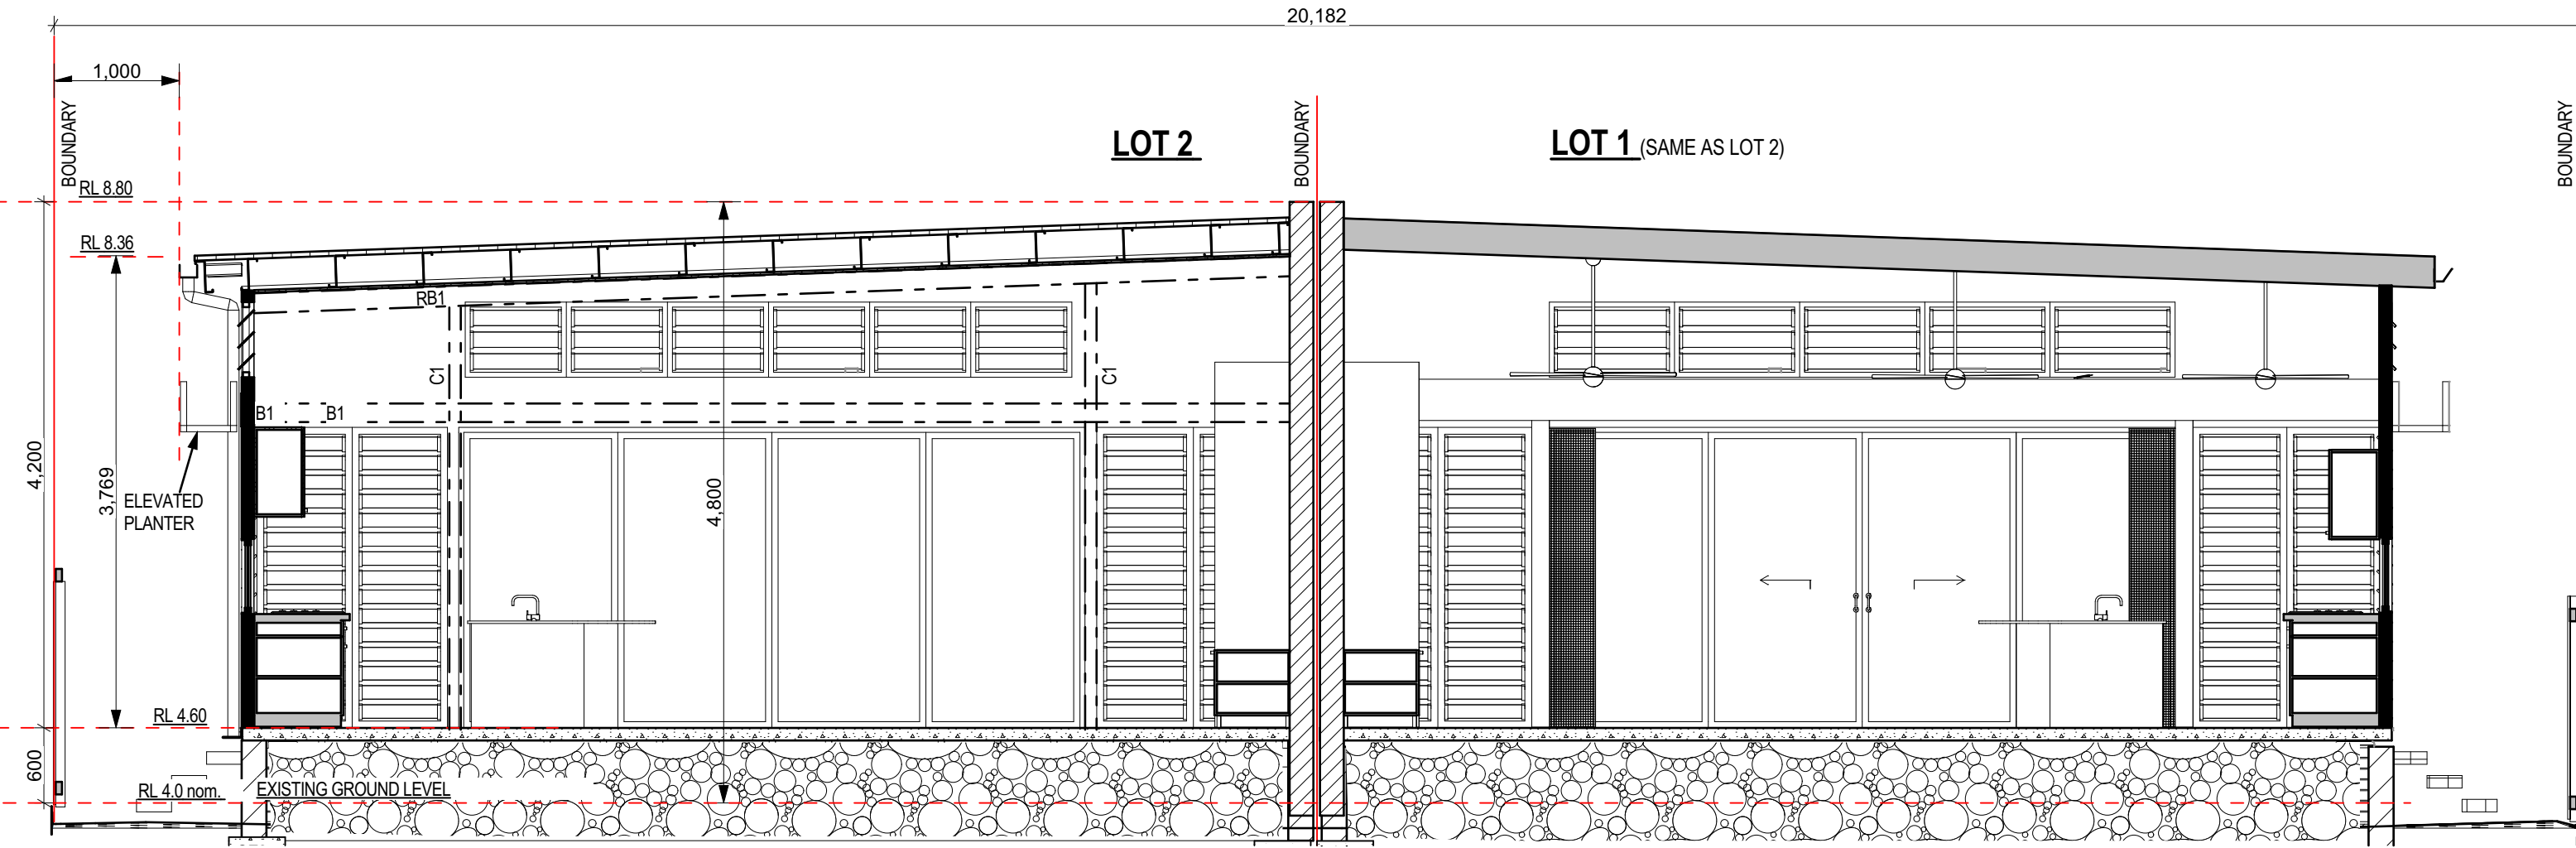 20,182
1,000
BOUNDARY
BOUNDARY
BOUNDARY
LOT 2
LOT 1 (SAME AS LOT 2)
RL 8.80
RL 8.36
RB1
C1
C1
B1
B1
4,200
3,769
ELEVATED
PLANTER
4,800
RL 4.60
600
RL 4.0 nom.
EXISTING GROUND LEVEL